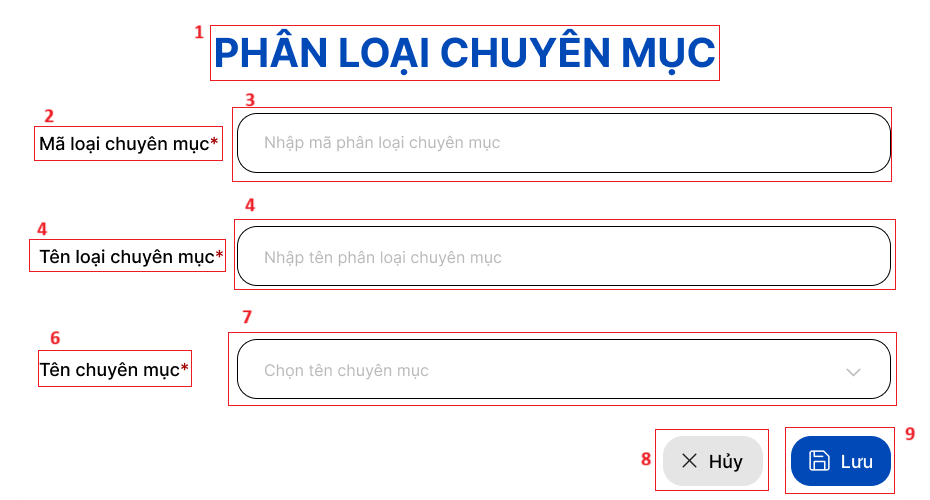 1 PHÂN LOẠI CHUYÊN MỤC
2 3
Mã loại chuyên mục* Nhập mã phân loại chuyên mục
4 4
Tên loại chuyên mục* Nhập tên phân loại chuyên mục
6 7
Tên chuyên mục* Chọn tên chuyên mục
8 Hủy Lưu 9